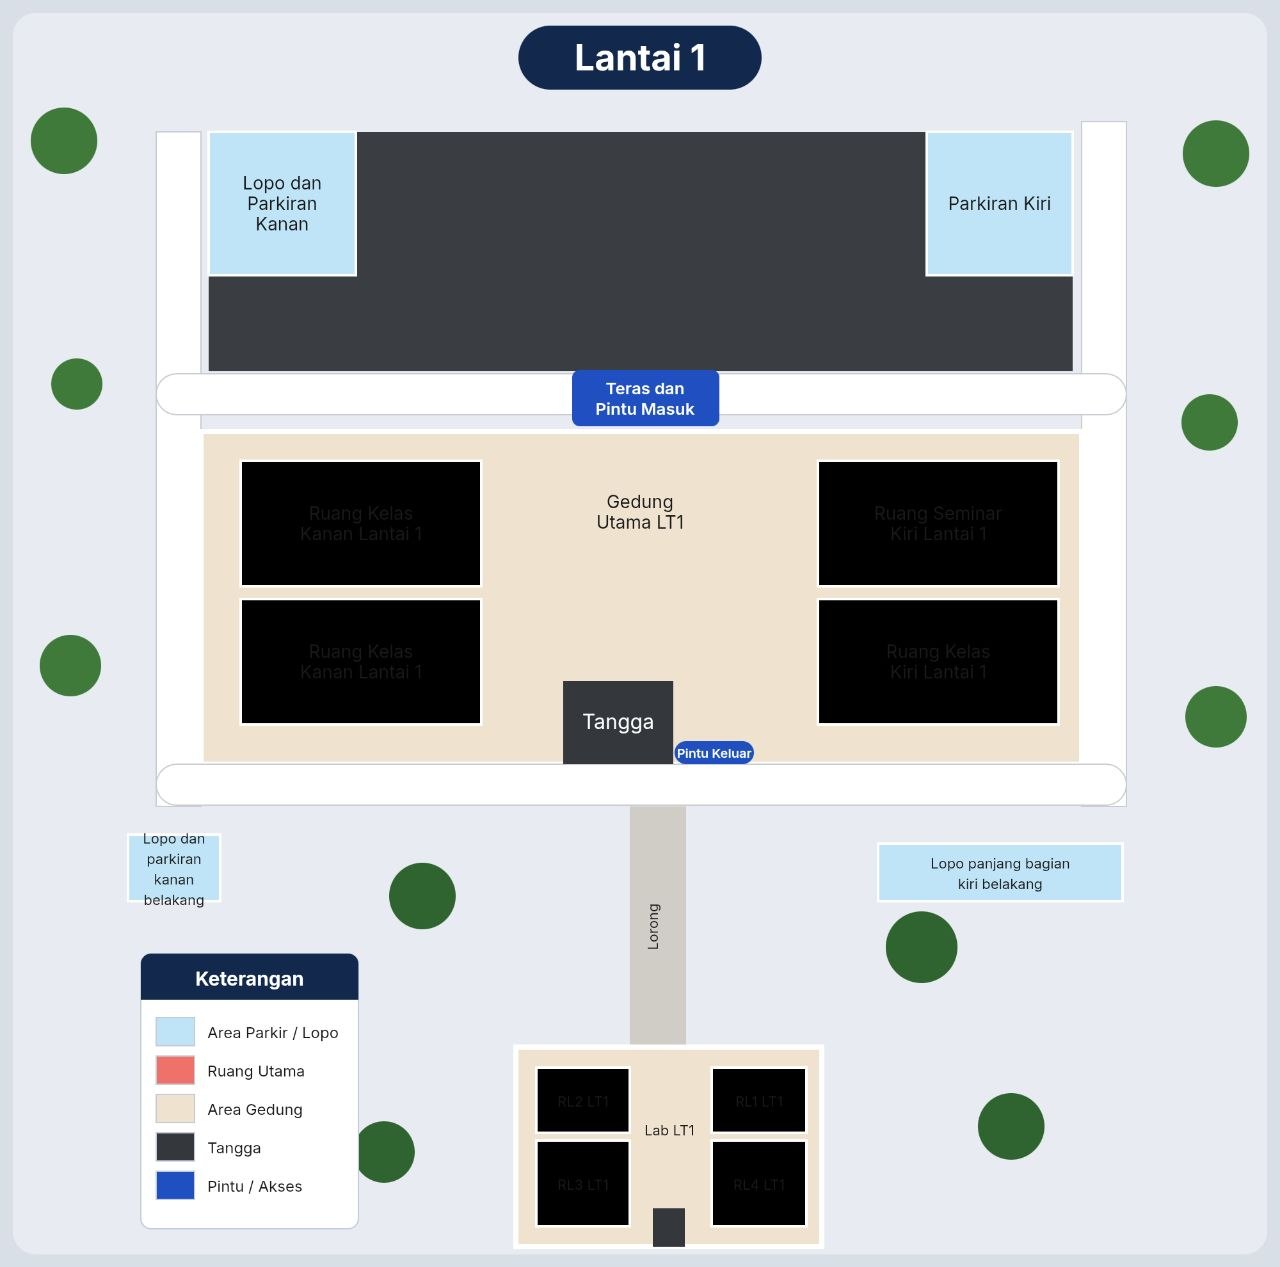 Lantai 1
Lopo dan
Parkiran
Kanan
Parkiran Kiri
Teras dan
Pintu Masuk
Ruang Kelas
Kanan Lantai 1
Gedung
Utama LT1
Ruang Seminar
Kiri Lantai 1
Ruang Kelas
Kanan Lantai 1
Ruang Kelas
Kiri Lantai 1
Tangga
Pintu Keluar
Lopo dan
parkiran
kanan
belakang
Lopo panjang bagian
kiri belakang
Lorong
Keterangan
Area Parkir / Lopo
Ruang Utama
Area Gedung
Tangga
Pintu / Akses
RL2 LT1
RL1 LT1
Lab LT1
RL3 LT1
RL4 LT1